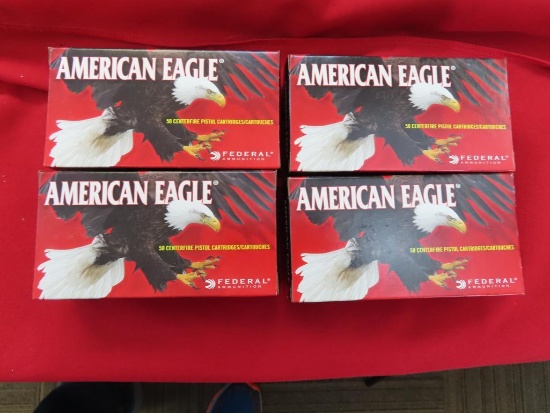 AMERICAN EAGLE®
50 CENTERFIRE PISTOL CARTRIDGES/CARTOUCHES
FEDERAL
AMMUNITION
AMERICAN EAGLE®
50 CENTERFIRE PISTOL CARTRIDGES/CARTOUCHES
FEDERAL
AMMUNITION
AMERICAN EAGLE®
50 CENTERFIRE PISTOL CARTRIDGES/CARTOUCHES
FEDERAL
AMMUNITION
AMERICAN EAGLE®
50 CENTERFIRE PISTOL CARTRIDGES/CARTOUCHES
FEDERAL
AMMUNITION